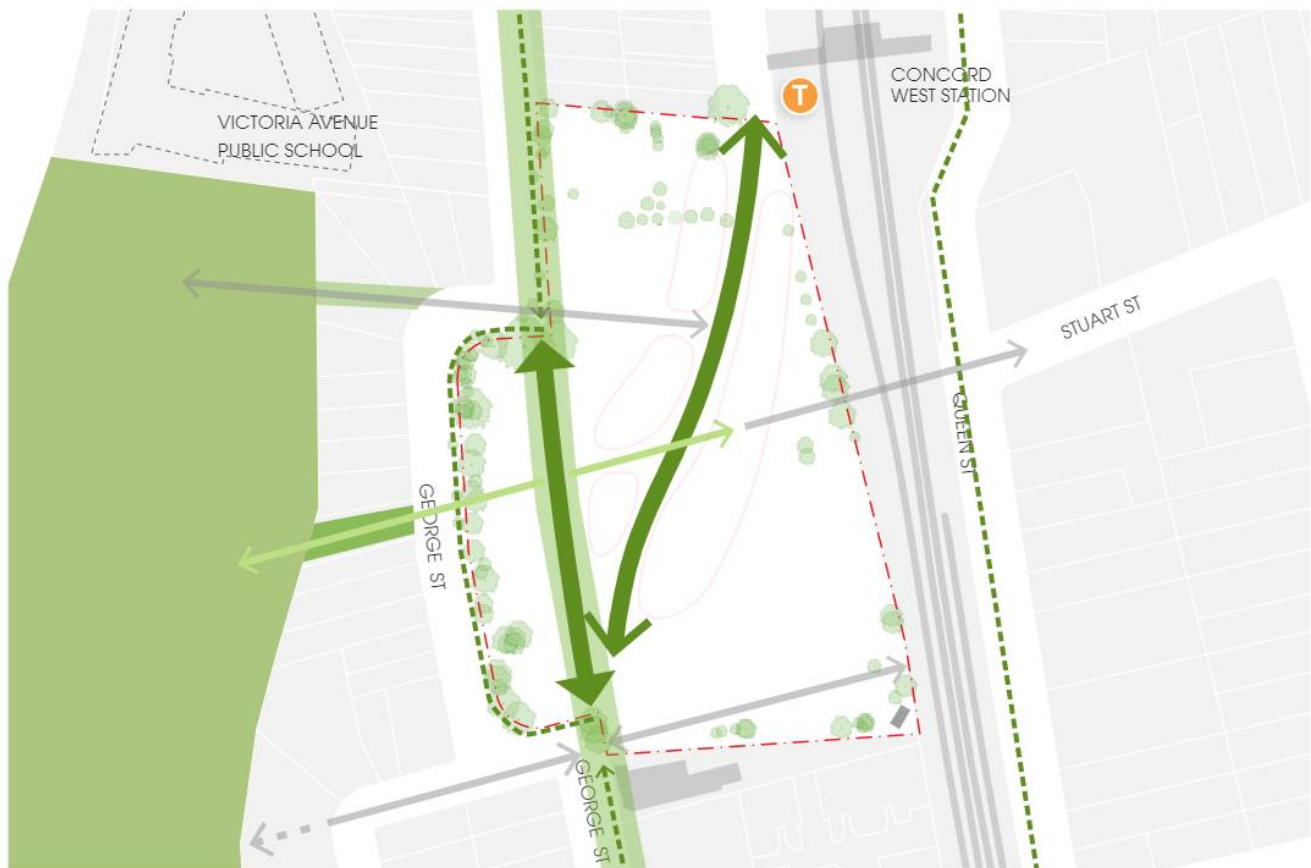 VICTORIA AVENUE
PUBLIC SCHOOL
T
CONCORD
WEST STATION
STUART ST
QUEEN ST
GEORGE ST
GEORGE ST